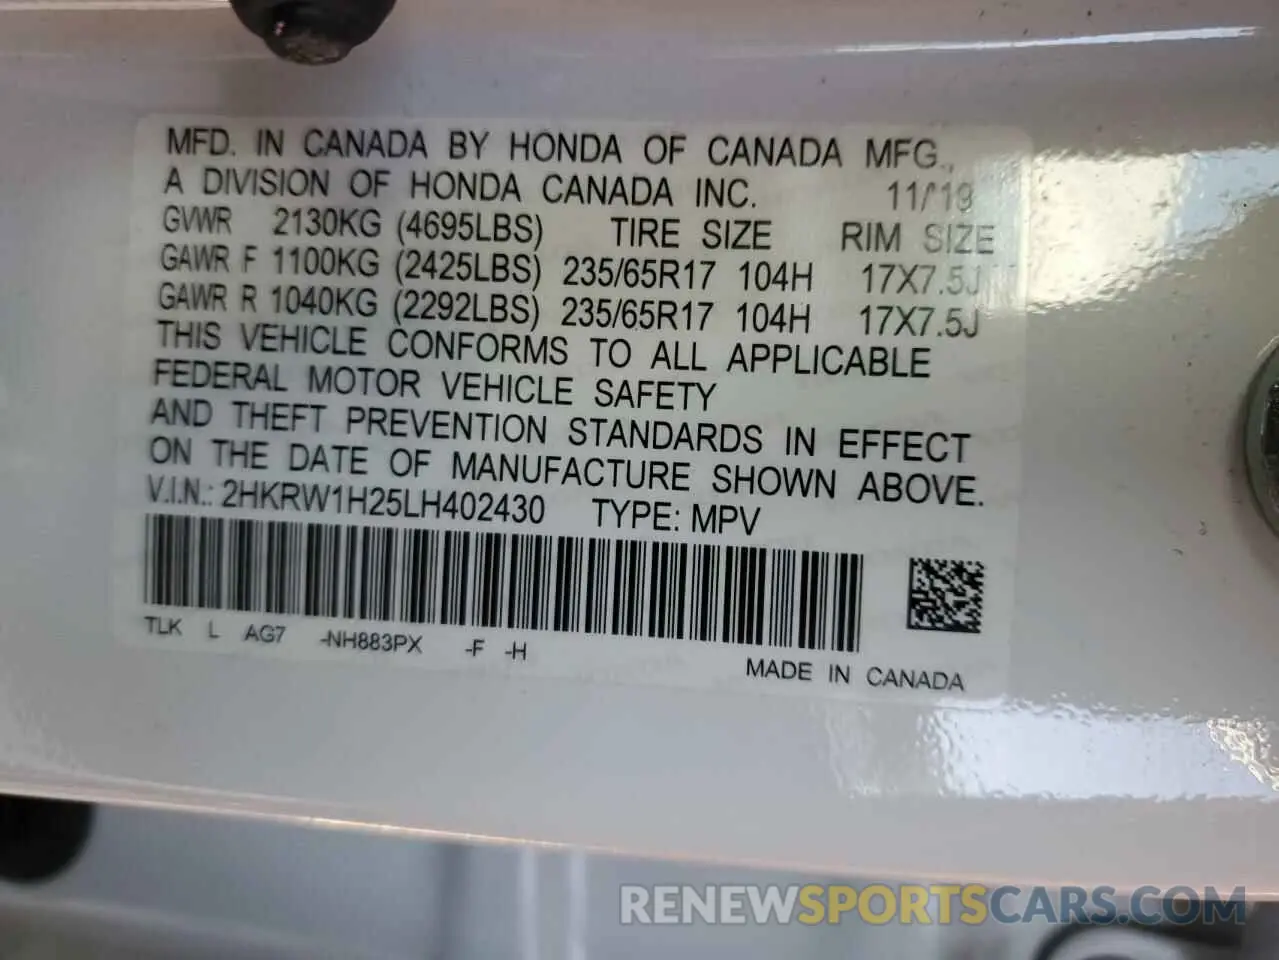 MFD. IN CANADA BY HONDA OF CANADA MFG.,
A DIVISION OF HONDA CANADA INC. 11/19
GVWR 2130KG (4695LBS) TIRE SIZE RIM SIZE
GAWR F 1100KG (2425LBS) 235/65R17 104H 17X7.5J
GAWR R 1040KG (2292LBS) 235/65R17 104H 17X7.5J
THIS VEHICLE CONFORMS TO ALL APPLICABLE
FEDERAL MOTOR VEHICLE SAFETY
AND THEFT PREVENTION STANDARDS IN EFFECT
ON THE DATE OF MANUFACTURE SHOWN ABOVE.
V.I.N.: 2HKRW1H25LH402430 TYPE: MPV
TLK L AG7 -NH883PX -F -H
MADE IN CANADA
RENEWSPORTSCARS.COM